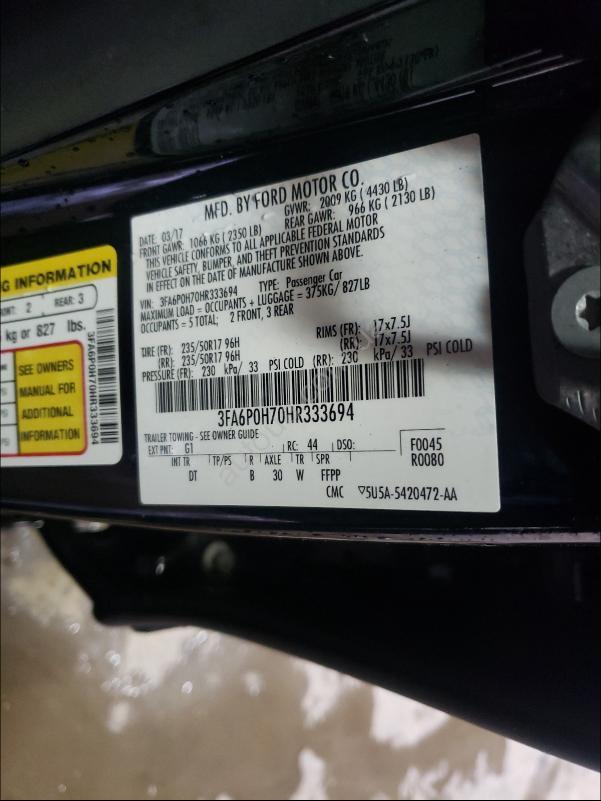 MFD. BY FORD MOTOR CO.
DATE: 03/17 GVWR: 2009 KG ( 4430 LB)
FRONT GAWR: 1066 KG ( 2350 LB) REAR GAWR: 966 KG ( 2130 LB)
THIS VEHICLE CONFORMS TO ALL APPLICABLE FEDERAL MOTOR
VEHICLE SAFETY, BUMPER, AND THEFT PREVENTION STANDARDS
IN EFFECT ON THE DATE OF MANUFACTURE SHOWN ABOVE.
VIN: 3FA6P0H70HR333694 TYPE: Passenger Car
MAXIMUM LOAD = OCCUPANTS + LUGGAGE = 375KG/ 827LB
OCCUPANTS = 5 TOTAL; 2 FRONT, 3 REAR
TIRE (FR): 235/50R17 96H RIMS (FR): 17x7.5J
(RR): 235/50R17 96H (RR): 17x7.5J
PRESSURE (FR): 230 kPa/ 33 PSI COLD (RR): 230 kPa/ 33 PSI COLD
3FA6P0H70HR333694
TRAILER TOWING - SEE OWNER GUIDE
EXT PNT: G1 RC: 44 DSO: F0045
R0080
INT TR TP/PS R AXLE TR SPR
DT B 30 W FFPP
CMC 5U5A-5420472-AA
NG INFORMATION
ONT: 2 REAR: 3
kg or 827 lbs.
SEE OWNERS
MANUAL FOR
ADDITIONAL
INFORMATION
3FA6P0H70HR333694